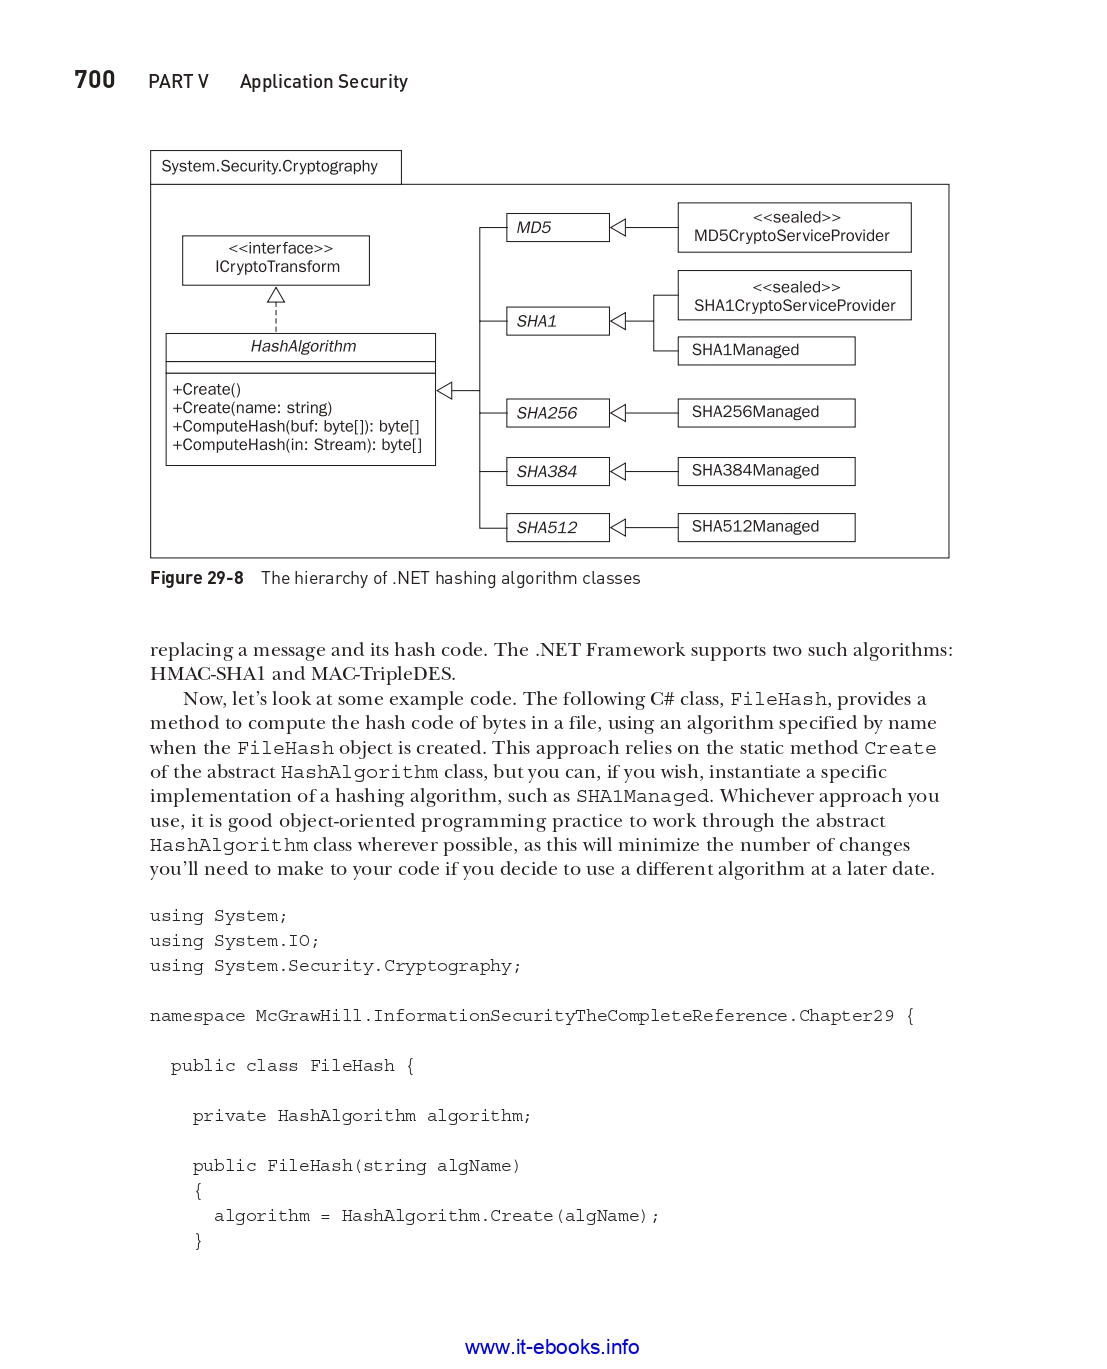 700 PART V Application Security
System.Security.Cryptography
<<interface>>
ICryptoTransform
HashAlgorithm
+Create()
+Create(name: string)
+ComputeHash(buf: byte[]): byte[]
+ComputeHash(in: Stream): byte[]
MD5
<<sealed>>
MD5CryptoServiceProvider
SHA1
<<sealed>>
SHA1CryptoServiceProvider
SHA1Managed
SHA256
SHA256Managed
SHA384
SHA384Managed
SHA512
SHA512Managed
Figure 29-8 The hierarchy of .NET hashing algorithm classes
replacing a message and its hash code. The .NET Framework supports two such algorithms:
HMAC-SHA1 and MAC-TripleDES.
Now, let's look at some example code. The following C# class, FileHash, provides a
method to compute the hash code of bytes in a file, using an algorithm specified by name
when the FileHash object is created. This approach relies on the static method Create
of the abstract HashAlgorithm class, but you can, if you wish, instantiate a specific
implementation of a hashing algorithm, such as SHA1Managed. Whichever approach you
use, it is good object-oriented programming practice to work through the abstract
HashAlgorithm class wherever possible, as this will minimize the number of changes
you'll need to make to your code if you decide to use a different algorithm at a later date.
using System;
using System.IO;
using System.Security.Cryptography;
namespace McGrawHill.InformationSecurityTheCompleteReference.Chapter29 {
public class FileHash {
private HashAlgorithm algorithm;
public FileHash(string algName)
{
algorithm = HashAlgorithm.Create(algName);
}
www.it-ebooks.info